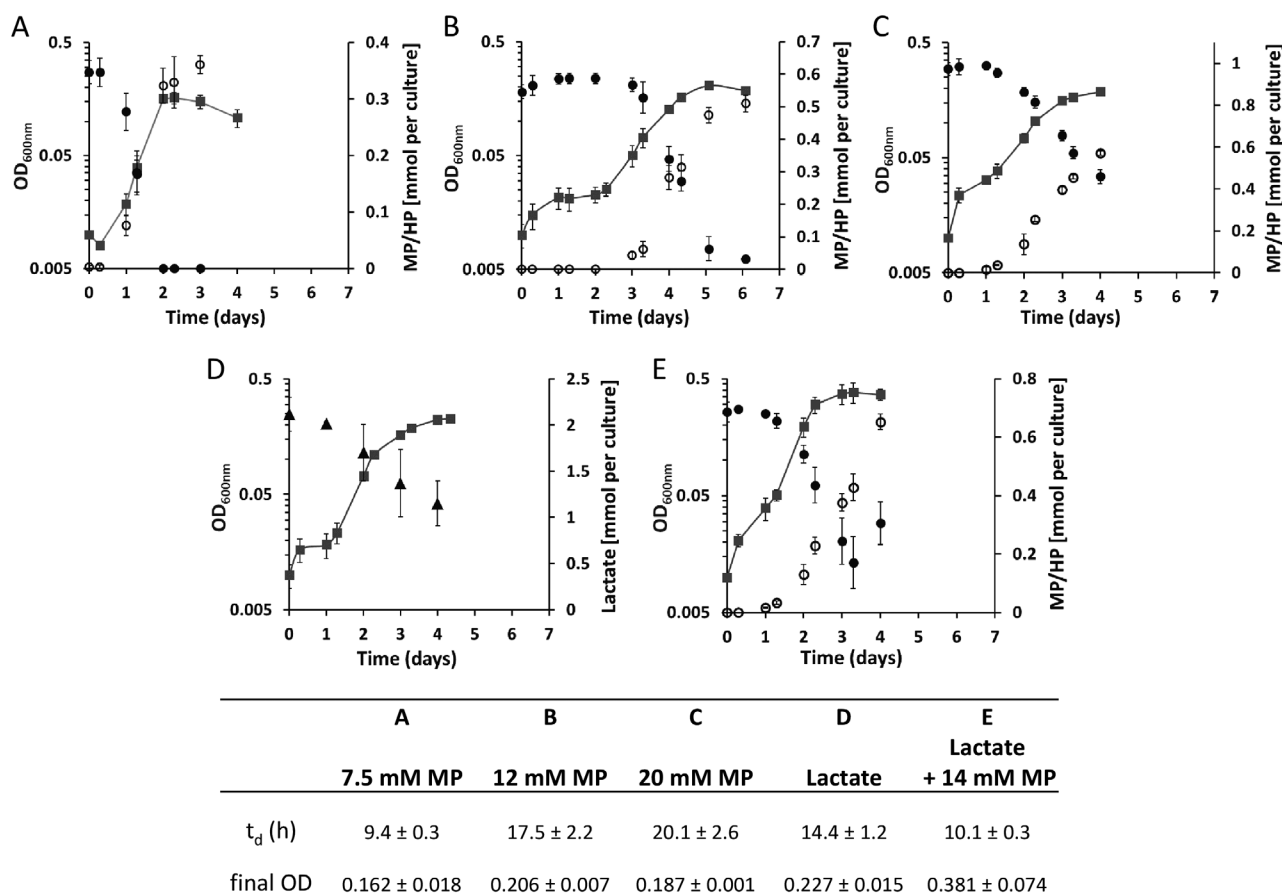 A
0.5
0.05
0.005
OD600nm
0 1 2 3 4 5 6 7
Time (days)
0.4
0.3
0.2
0.1
0
MP/HP [mmol per culture]
B
0.5
0.05
0.005
OD600nm
0 1 2 3 4 5 6 7
Time (days)
0.7
0.6
0.5
0.4
0.3
0.2
0.1
0
MP/HP [mmol per culture]
C
0.5
0.05
0.005
OD600nm
0 1 2 3 4 5 6 7
Time (days)
1
0.8
0.6
0.4
0.2
0
MP/HP [mmol per culture]
D
0.5
0.05
0.005
OD600nm
0 1 2 3 4 5 6 7
Time (days)
2.5
2
1.5
1
0.5
0
Lactate [mmol per culture]
E
0.5
0.05
0.005
OD600nm
0 1 2 3 4 5 6 7
Time (days)
0.8
0.6
0.4
0.2
0
MP/HP [mmol per culture]
A B C D E
Lactate
7.5 mM MP 12 mM MP 20 mM MP Lactate + 14 mM MP
td (h) 9.4 ± 0.3 17.5 ± 2.2 20.1 ± 2.6 14.4 ± 1.2 10.1 ± 0.3
final OD 0.162 ± 0.018 0.206 ± 0.007 0.187 ± 0.001 0.227 ± 0.015 0.381 ± 0.074